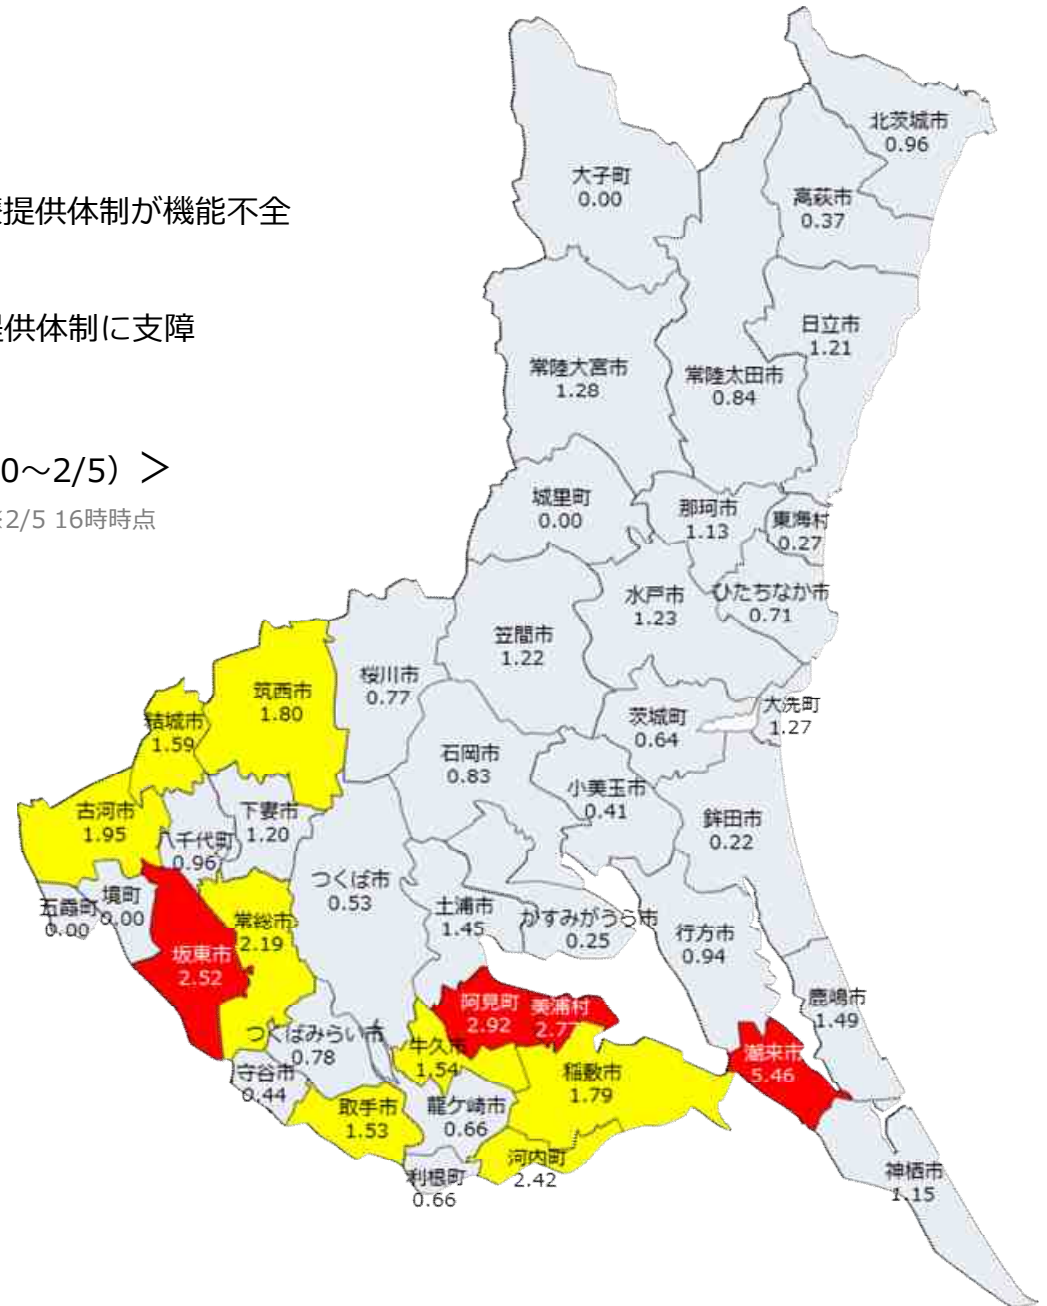 提供体制が機能不全
供体制に支障
0～2/5）＞
2/5 16時時点
北茨城市
0.96
大子町
0.00
高萩市
0.37
日立市
1.21
常陸大宮市
1.28
常陸太田市
0.84
城里町
0.00
那珂市
1.13
東海村
0.27
水戸市
1.23
ひたちなか市
0.71
笠間市
1.22
桜川市
0.77
筑西市
1.80
結城市
1.59
茨城町
0.64
大洗町
1.27
石岡市
0.83
小美玉市
0.41
鉾田市
0.22
古河市
1.95
八千代町
0.96
下妻市
1.20
つくば市
0.53
土浦市
1.45
かすみがうら市
0.25
行方市
0.94
五霞町
0.00
境町
0.00
坂東市
2.52
常総市
2.19
阿見町
2.92
美浦村
2.77
鹿嶋市
1.49
つくばみらい市
0.78
牛久市
1.54
稲敷市
1.79
潮来市
5.46
守谷市
0.44
取手市
1.53
龍ケ崎市
0.66
河内町
2.42
利根町
0.66
神栖市
1.15